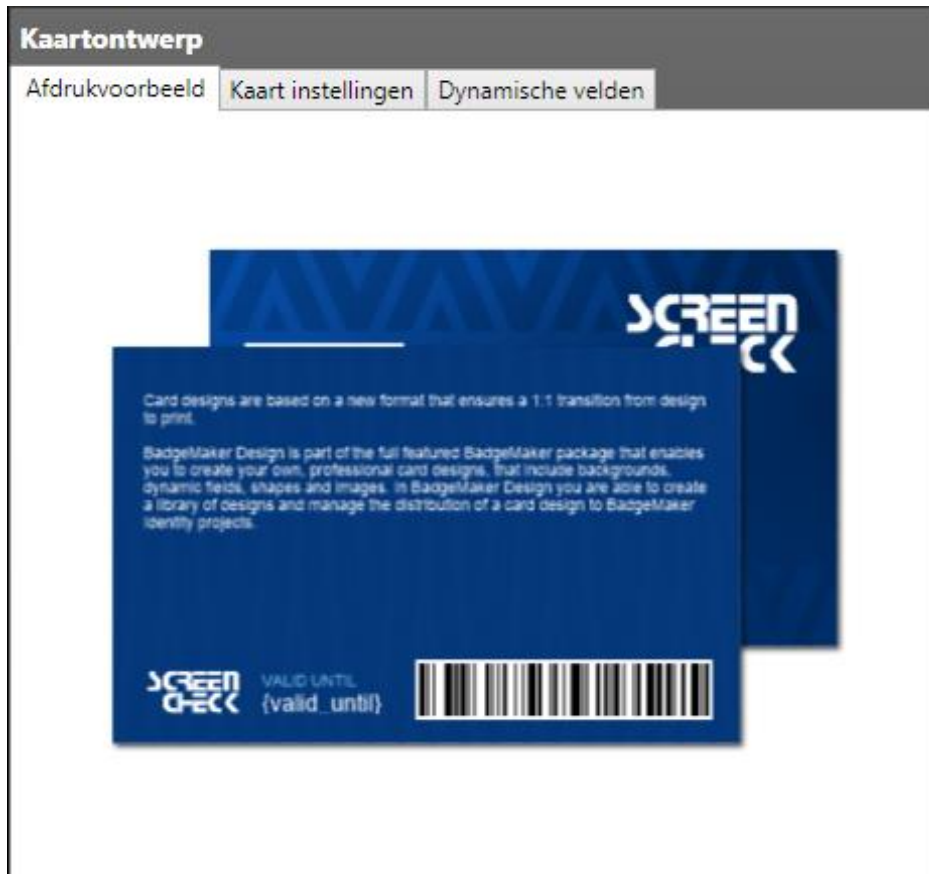 Kaartontwerp
Afdrukvoorbeeld Kaart instellingen Dynamische velden
SCREEN
CK
Card designs are based on a new format that ensures a 1:1 transition from design
to print.
BadgeMaker Design is part of the full featured BadgeMaker package that enables
you to create your own, professional card designs, that include backgrounds,
dynamic fields, shapes and images. In BadgeMaker Design you are able to create
a library of designs and manage the distribution of a card design to BadgeMaker
Identity projects.
SCREEN
CHECK
VALID UNTIL
{valid_until}